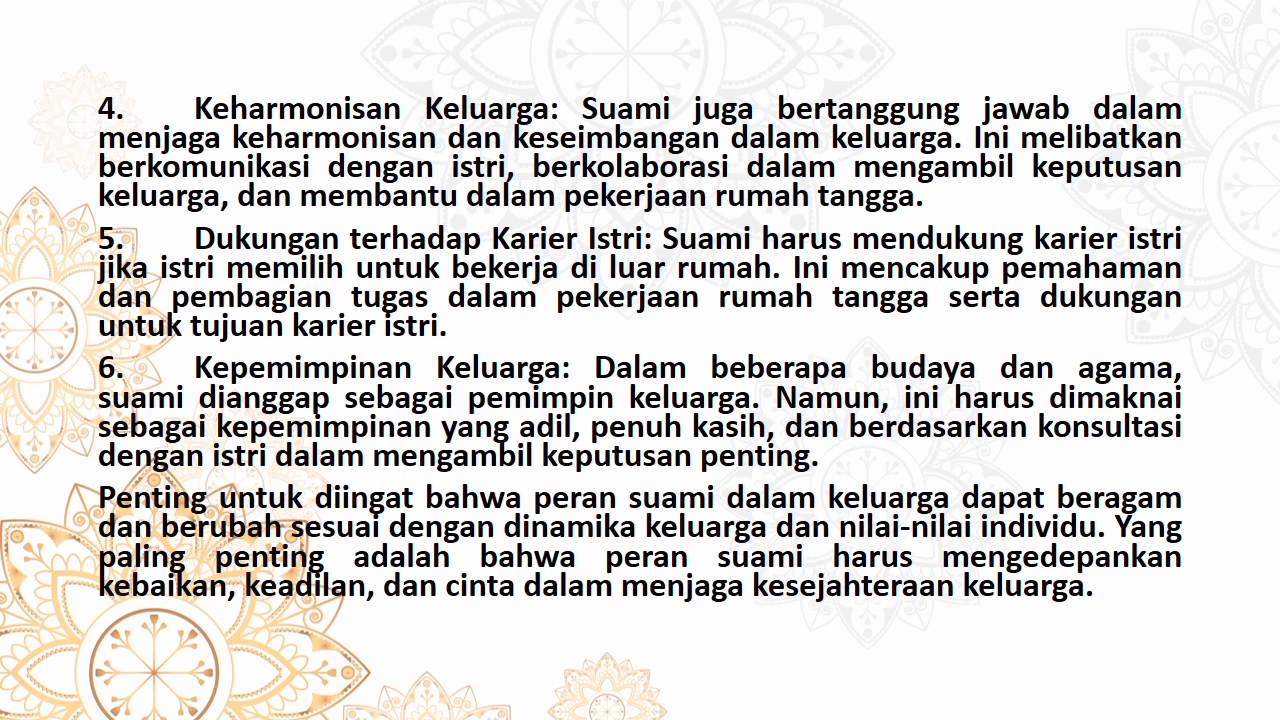 4. Keharmonisan Keluarga: Suami juga bertanggung jawab dalam
menjaga keharmonisan dan keseimbangan dalam keluarga. Ini melibatkan
berkomunikasi dengan istri, berkolaborasi dalam mengambil keputusan
keluarga, dan membantu dalam pekerjaan rumah tangga.
5. Dukungan terhadap Karier Istri: Suami harus mendukung karier istri
jika istri memilih untuk bekerja di luar rumah. Ini mencakup pemahaman
dan pembagian tugas dalam pekerjaan rumah tangga serta dukungan
untuk tujuan karier istri.
6. Kepemimpinan Keluarga: Dalam beberapa budaya dan agama,
suami dianggap sebagai pemimpin keluarga. Namun, ini harus dimaknai
sebagai kepemimpinan yang adil, penuh kasih, dan berdasarkan konsultasi
dengan istri dalam mengambil keputusan penting.
Penting untuk diingat bahwa peran suami dalam keluarga dapat beragam
dan berubah sesuai dengan dinamika keluarga dan nilai-nilai individu. Yang
paling penting adalah bahwa peran suami harus mengedepankan
kebaikan, keadilan, dan cinta dalam menjaga kesejahteraan keluarga.